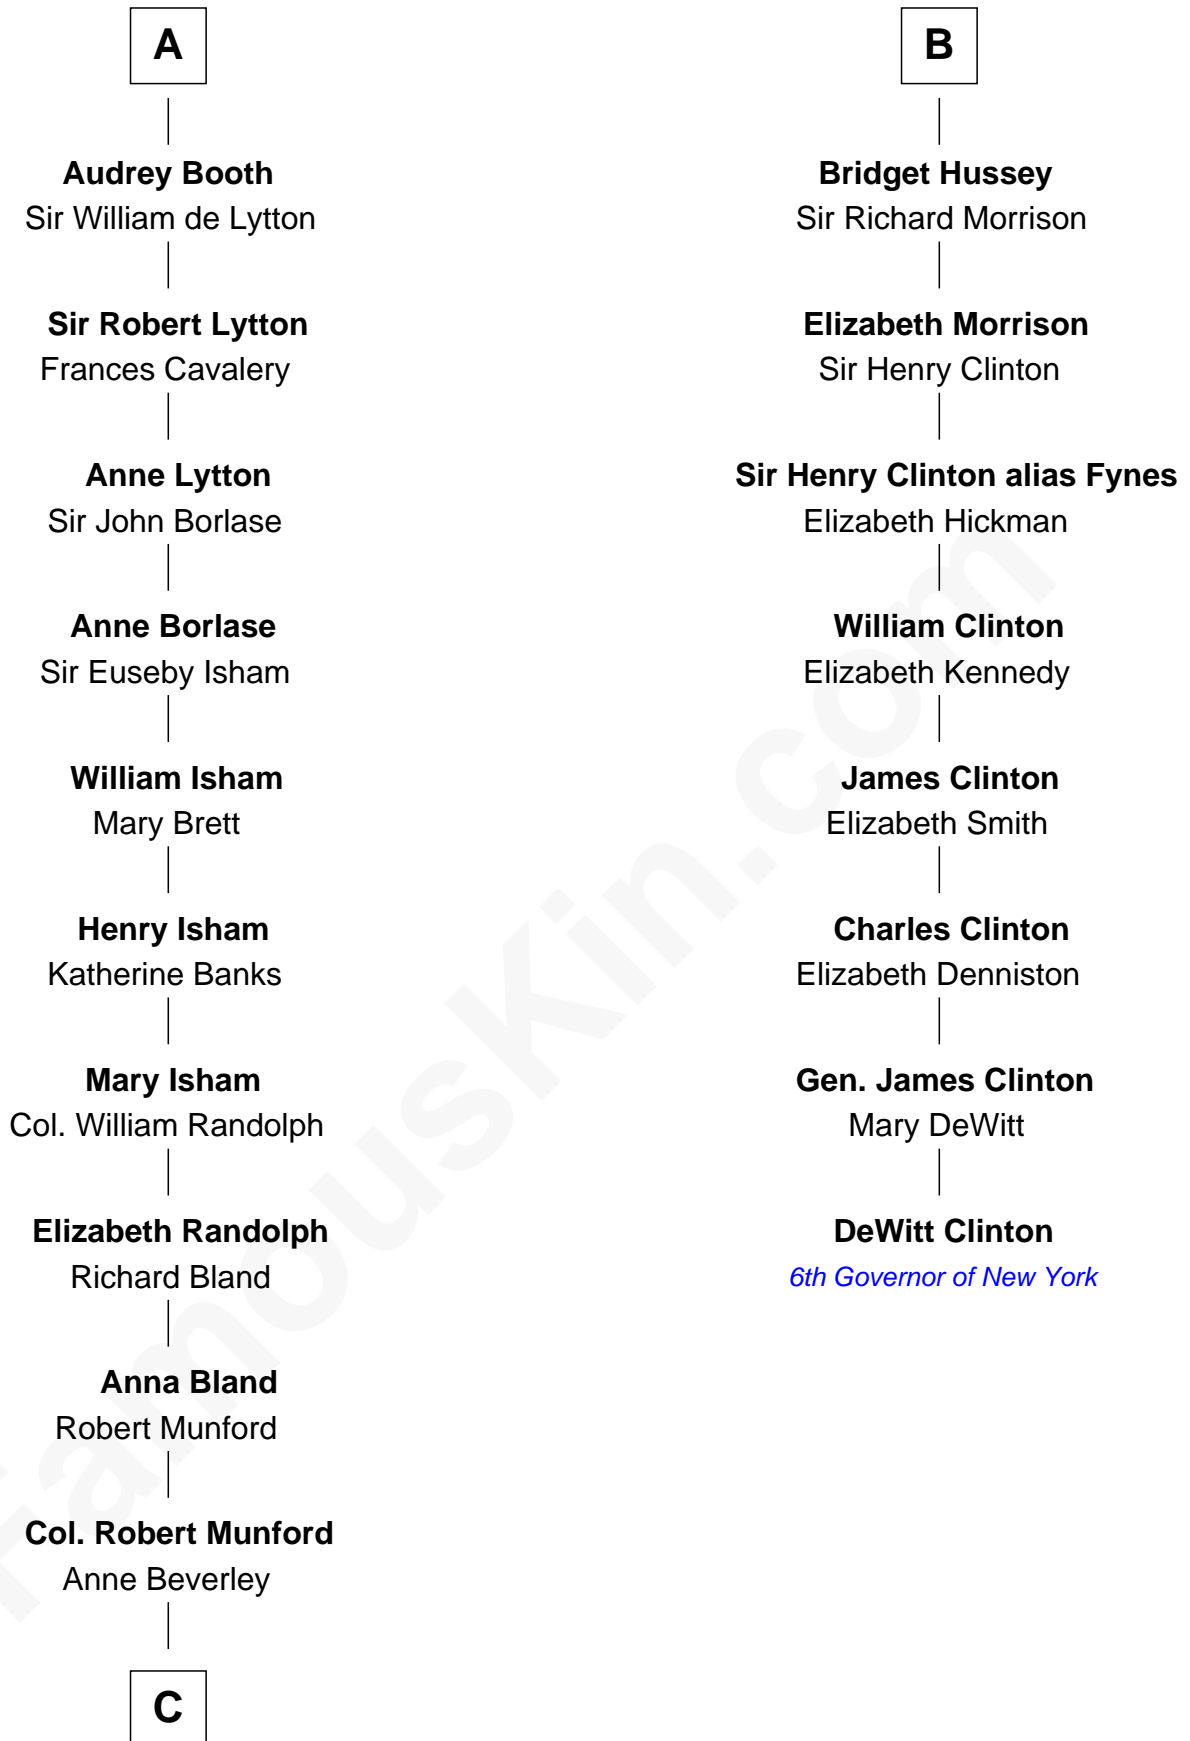 A
Audrey Booth
Sir William de Lytton
Sir Robert Lytton
Frances Cavalery
Anne Lytton
Sir John Borlase
Anne Borlase
Sir Euseby Isham
William Isham
Mary Brett
Henry Isham
Katherine Banks
Mary Isham
Col. William Randolph
Elizabeth Randolph
Richard Bland
Anna Bland
Robert Munford
Col. Robert Munford
Anne Beverley
C
B
Bridget Hussey
Sir Richard Morrison
Elizabeth Morrison
Sir Henry Clinton
Sir Henry Clinton alias Fynes
Elizabeth Hickman
William Clinton
Elizabeth Kennedy
James Clinton
Elizabeth Smith
Charles Clinton
Elizabeth Denniston
Gen. James Clinton
Mary DeWitt
DeWitt Clinton
6th Governor of New York
FamousKin.com